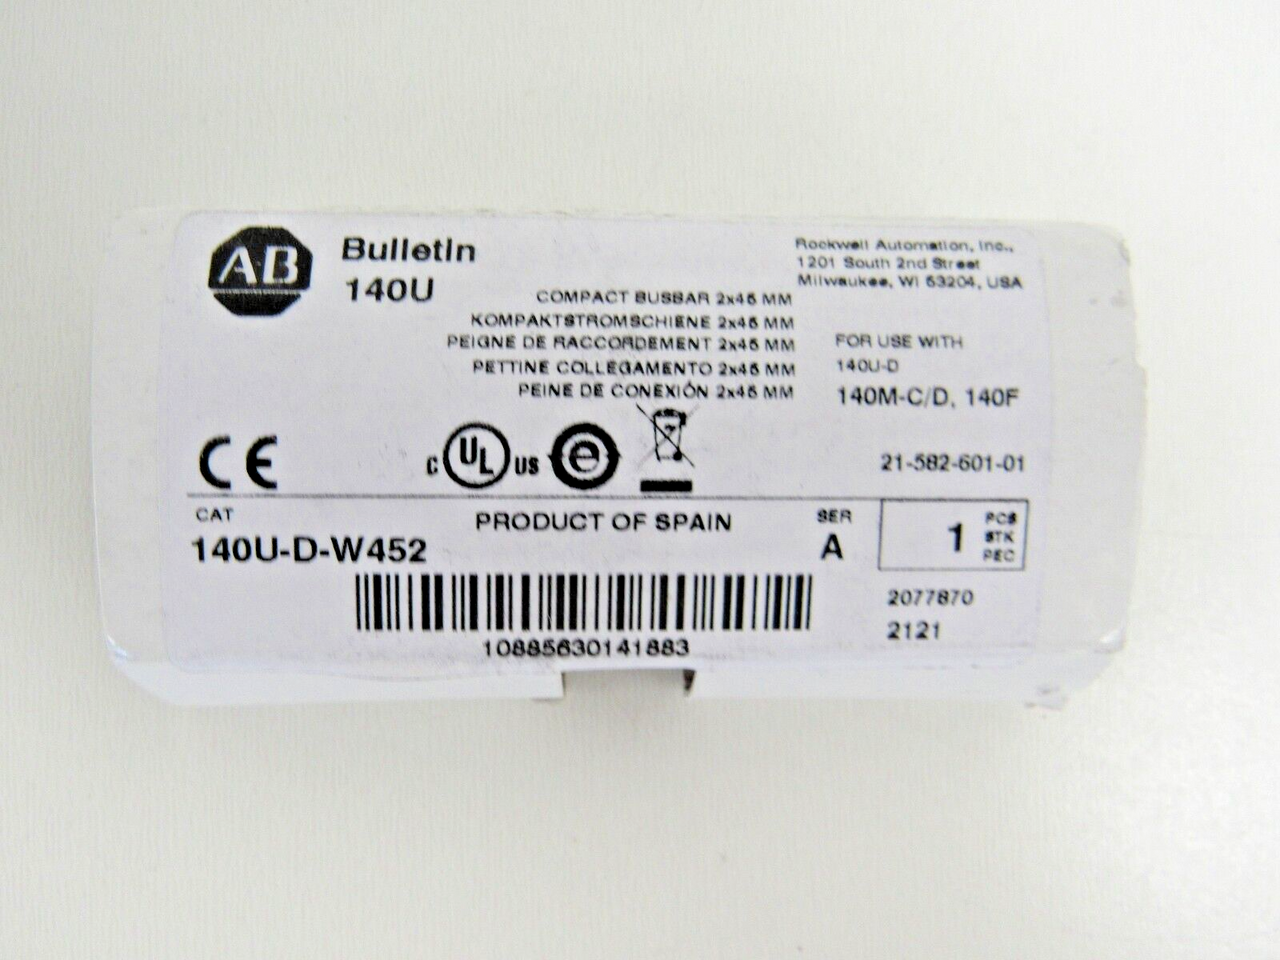 AB
Bulletin
140U
Rockwell Automation, Inc.,
1201 South 2nd Street
Milwaukee, WI 53204, USA
COMPACT BUSBAR 2x45 MM
KOMPAKTSTROMSCHIENE 2x45 MM
PEIGNE DE RACCORDEMENT 2x45 MM
PETTINE COLLEGAMENTO 2x45 MM
PEINE DE CONEXIÓN 2x45 MM
FOR USE WITH
140U-D
140M-C/D, 140F
CE
C UL US e
21-582-601-01
CAT
140U-D-W452
PRODUCT OF SPAIN
SER
A
1
PCS
STK
PEC
10885630141883
2077870
2121